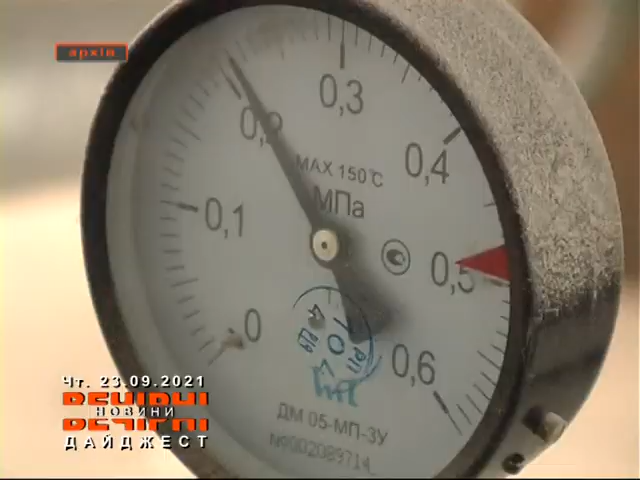 архів
0,3
0,2
0,4
MAX 150°C
МПа
0,1
0,5
0
0,6
ДМ 05-МП-3У
№002089714
Чт. 23.09.2021
ВЕЧІРНІ
НОВИНИ
ДАЙДЖЕСТ